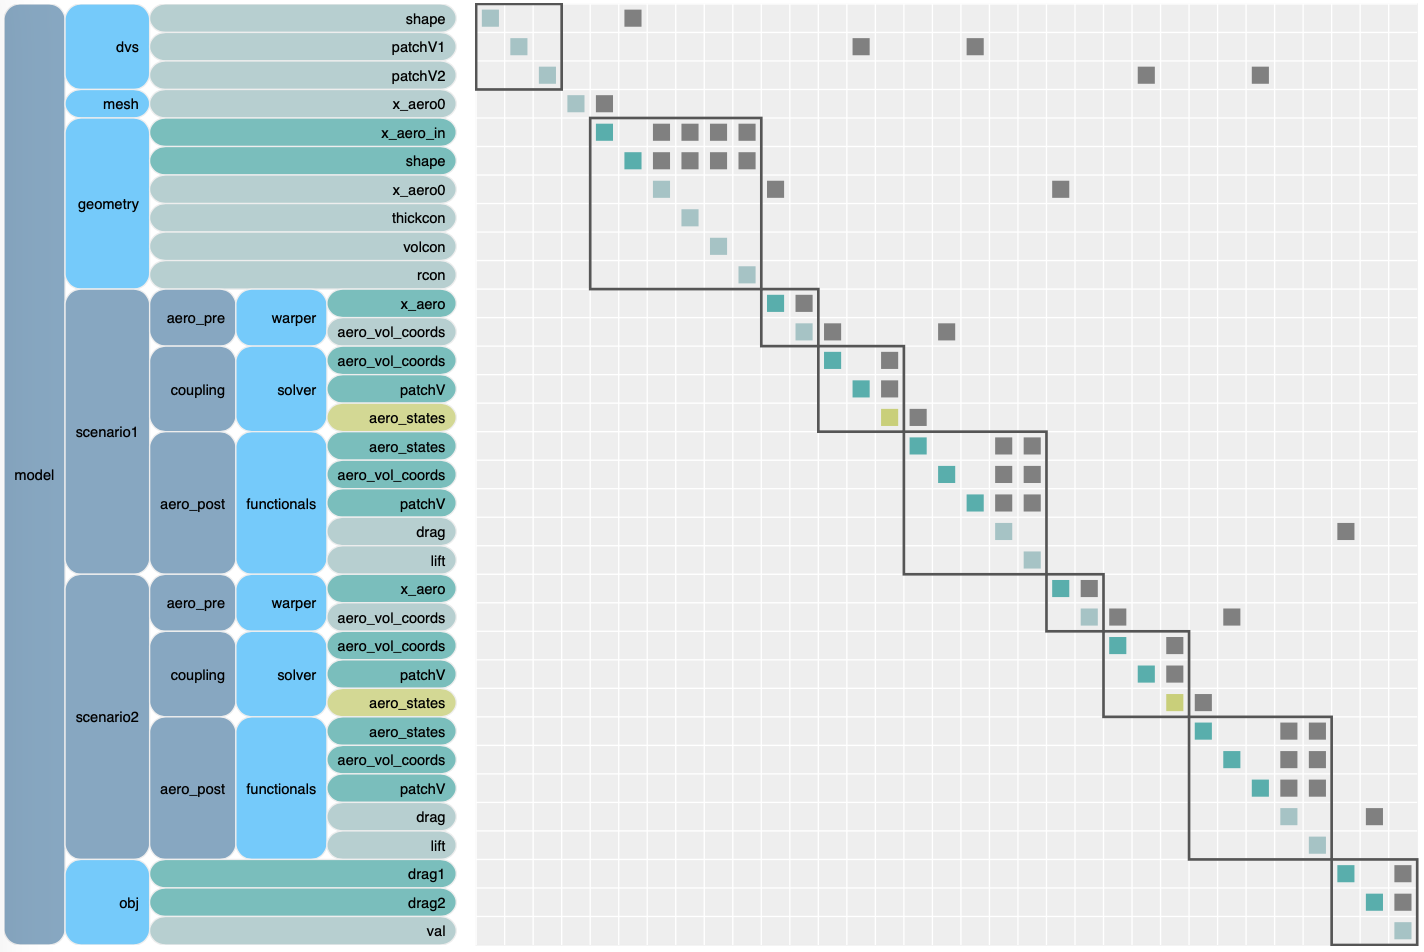 model
dvs
shape
patchV1
patchV2
mesh
x_aero0
geometry
x_aero_in
shape
x_aero0
thickcon
volcon
rcon
scenario1
aero_pre
warper
x_aero
aero_vol_coords
coupling
solver
aero_vol_coords
patchV
aero_states
aero_post
functionals
aero_states
aero_vol_coords
patchV
drag
lift
scenario2
aero_pre
warper
x_aero
aero_vol_coords
coupling
solver
aero_vol_coords
patchV
aero_states
aero_post
functionals
aero_states
aero_vol_coords
patchV
drag
lift
obj
drag1
drag2
val